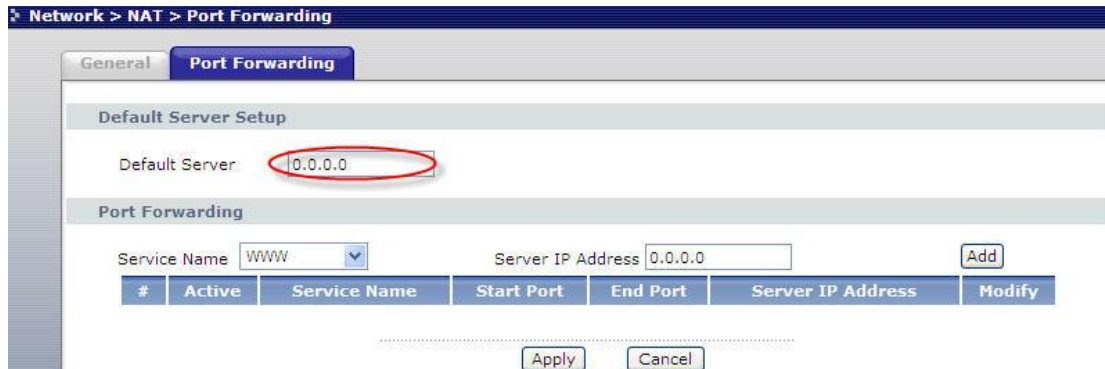 Network > NAT > Port Forwarding
General Port Forwarding
Default Server Setup
Default Server 0.0.0.0
Port Forwarding
Service Name WWW Server IP Address 0.0.0.0 Add
# Active Service Name Start Port End Port Server IP Address Modify
Apply Cancel